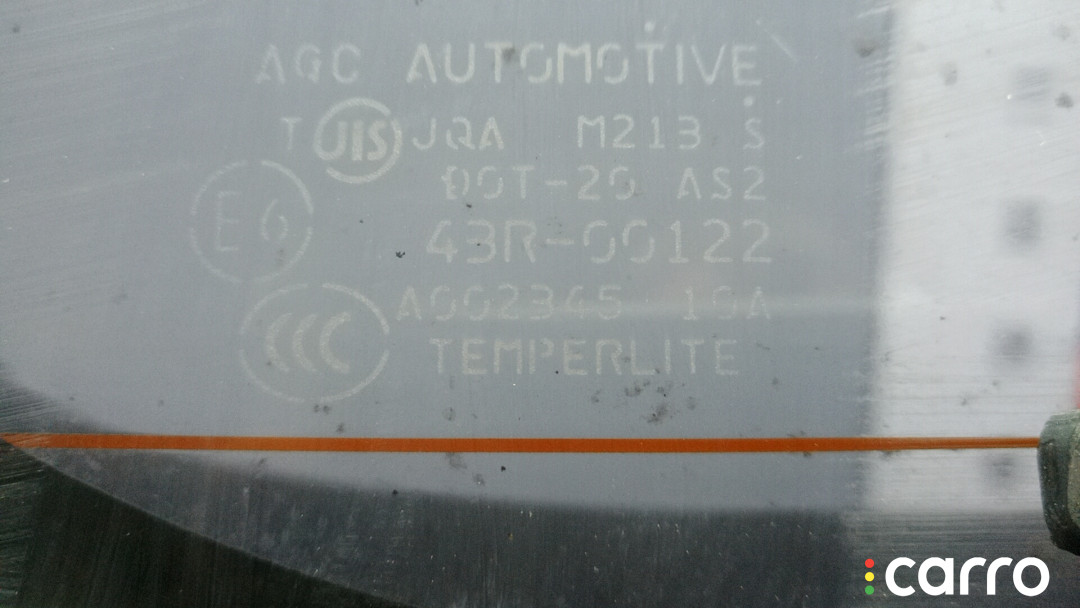 AGC AUTOMOTIVE
T JIS JQA M213 S
DOT-20 AS2
E6 43R-00122
CCC A002345 10A
TEMPERLITE
carro